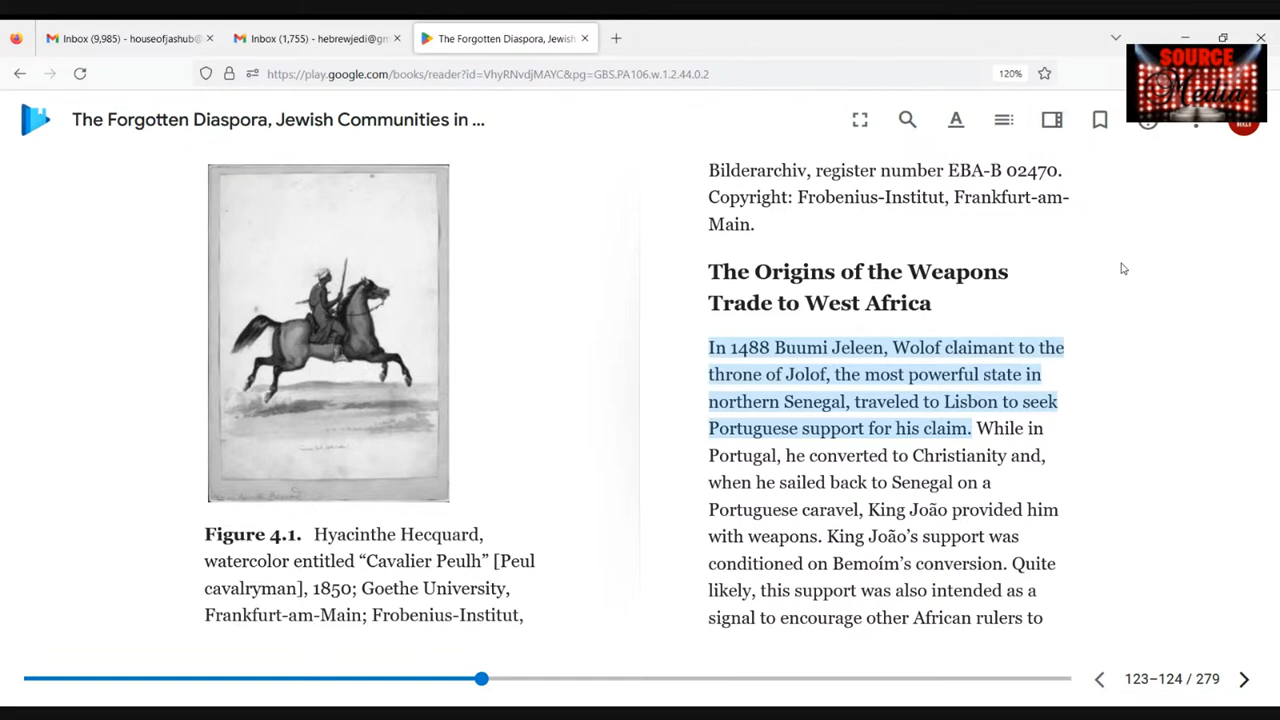 Inbox (9,985) - houseofjashub@
Inbox (1,755) - hebrewjedi@gm
The Forgotten Diaspora, Jewish
https://play.google.com/books/reader?id=VhyRNvdjMAYC&pg=GBS.PA106.w.1.2.44.0.2
120%
SOURCE
Media
The Forgotten Diaspora, Jewish Communities in ...
Bilderarchiv, register number EBA-B 02470.
Copyright: Frobenius-Institut, Frankfurt-am-
Main.
The Origins of the Weapons
Trade to West Africa
In 1488 Buumi Jeleen, Wolof claimant to the
throne of Jolof, the most powerful state in
northern Senegal, traveled to Lisbon to seek
Portuguese support for his claim. While in
Portugal, he converted to Christianity and,
when he sailed back to Senegal on a
Portuguese caravel, King João provided him
with weapons. King João’s support was
conditioned on Bemoím’s conversion. Quite
likely, this support was also intended as a
signal to encourage other African rulers to
Figure 4.1. Hyacinthe Hecquard,
watercolor entitled “Cavalier Peulh” [Peul
cavalryman], 1850; Goethe University,
Frankfurt-am-Main; Frobenius-Institut,
123–124 / 279